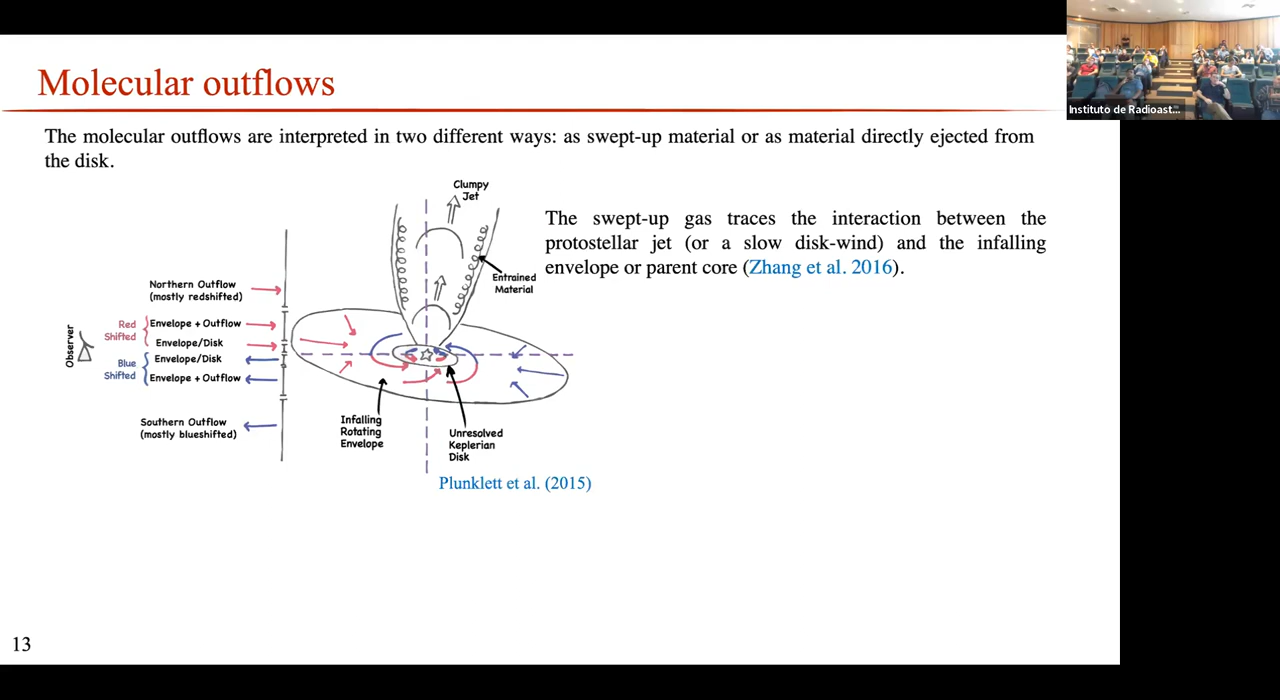 Instituto de Radioast...
Molecular outflows
The molecular outflows are interpreted in two different ways: as swept-up material or as material directly ejected from
the disk.
Clumpy
Jet
The swept-up gas traces the interaction between the
protostellar jet (or a slow disk-wind) and the infalling
envelope or parent core (Zhang et al. 2016).
Entrained
Material
Northern Outflow
(mostly redshifted)
Observer
Red
Shifted
Envelope + Outflow
Envelope/Disk
Blue
Shifted
Envelope/Disk
Envelope + Outflow
Southern Outflow
(mostly blueshifted)
Infalling
Rotating
Envelope
Unresolved
Keplerian
Disk
Plunklett et al. (2015)
13